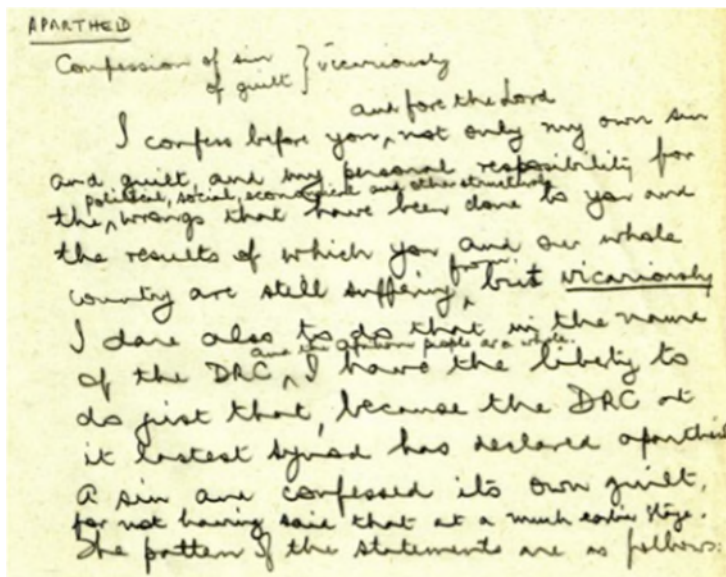 APARTHEID
Confession of sin } vicariously
of guilt
and fore the Lord
I confess before you, not only my own sin
and guilt, and my personal resposibility for
political, social, economical and other structural
the wrongs that have been done to you and
the results of which you and our whole
from
country are still suffering, but vicariously
I dare also to do that in the name
and the Afrikaans people as a whole.
of the DRC, I have the liberty to
do just that, because the DRC at
it lastest synod has declared apartheid
a sin and confessed its own guilt,
for not having said that at a much earlier stage.
The pattern of the statements are as follows: